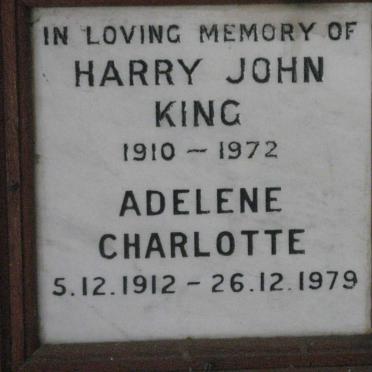 IN LOVING MEMORY OF
HARRY JOHN
KING
1910 – 1972
ADELENE
CHARLOTTE
5.12.1912 – 26.12.1979